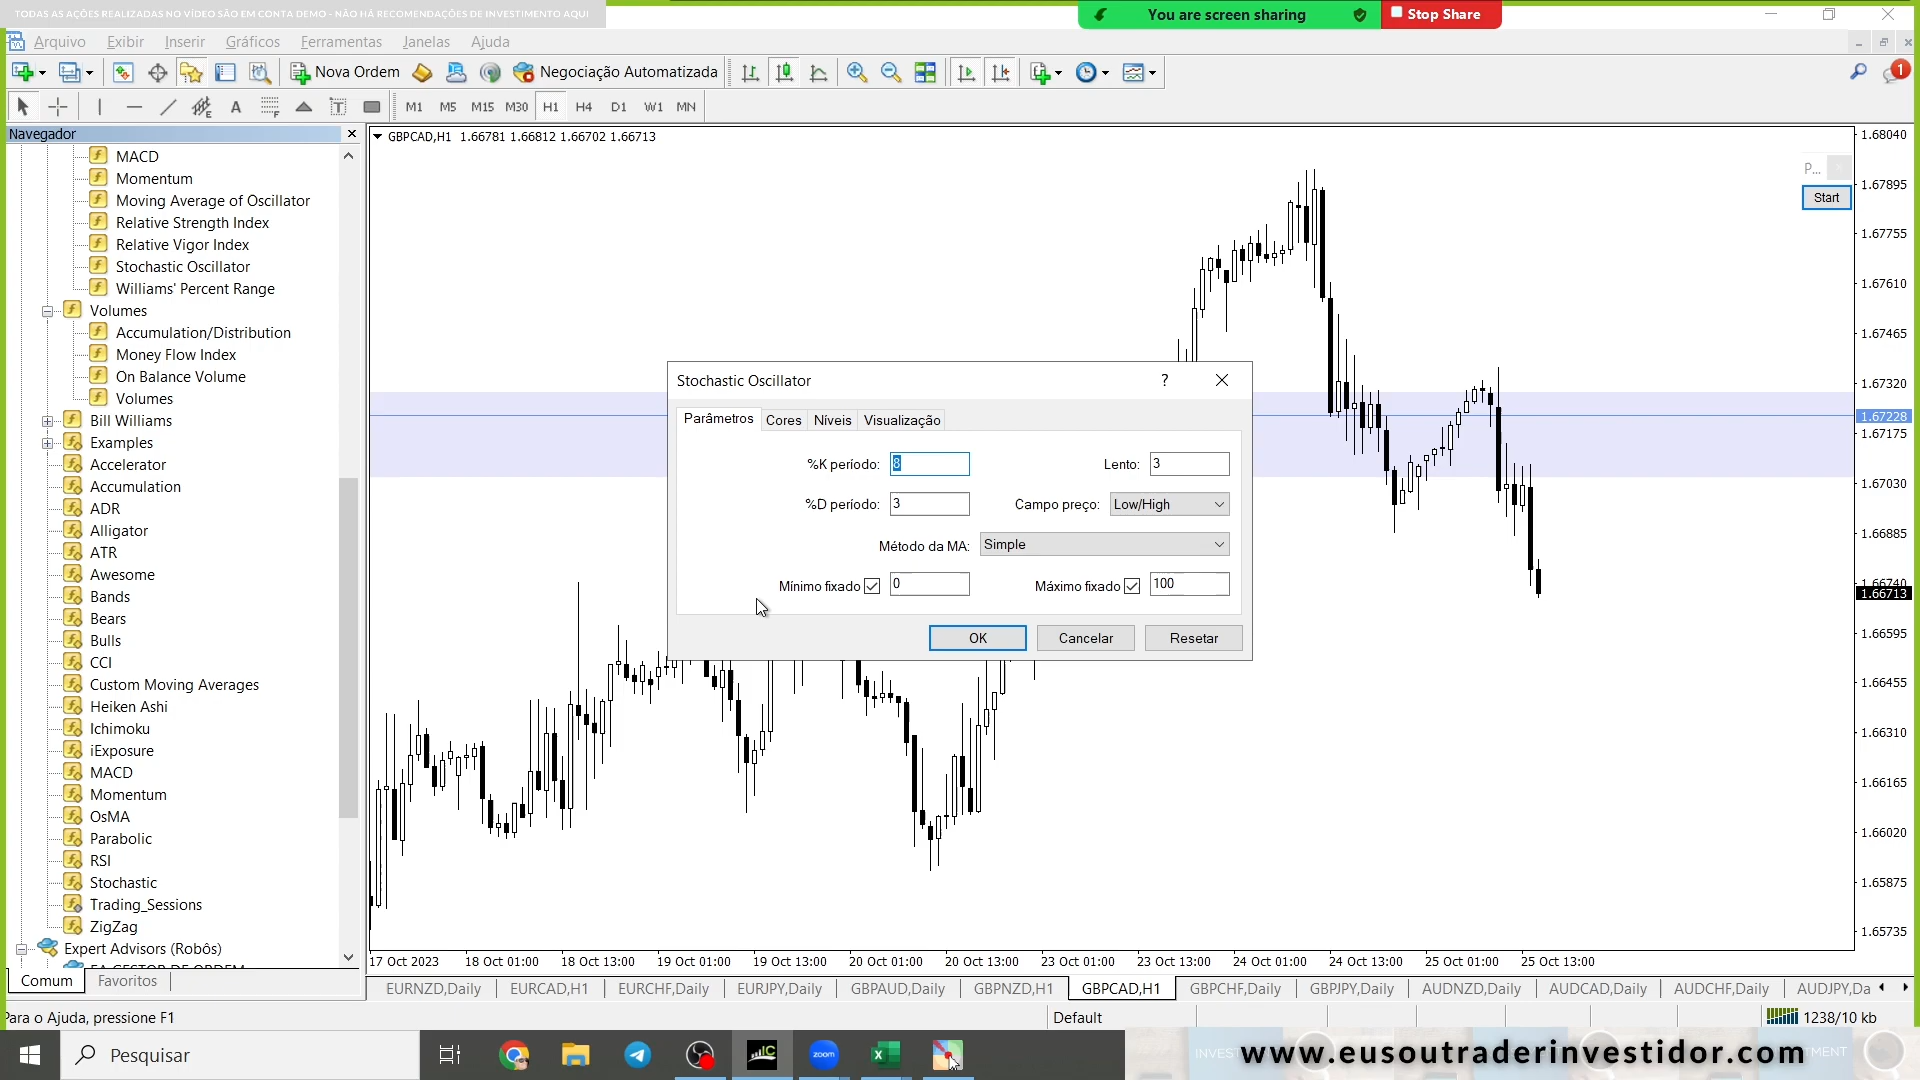 TODAS AS AÇÕES REALIZADAS NO VÍDEO SÃO EM CONTA DEMO - NÃO HÁ RECOMENDAÇÕES DE INVESTIMENTO AQUI
You are screen sharing
Stop Share
Arquivo Exibir Inserir Gráficos Ferramentas Janelas Ajuda
Nova Ordem Negociação Automatizada
1
A T M1 M5 M15 M30 H1 H4 D1 W1 MN
Navegador
MACD
Momentum
Moving Average of Oscillator
Relative Strength Index
Relative Vigor Index
Stochastic Oscillator
Williams' Percent Range
Volumes
Accumulation/Distribution
Money Flow Index
On Balance Volume
Volumes
Bill Williams
Examples
Accelerator
Accumulation
ADR
Alligator
ATR
Awesome
Bands
Bears
Bulls
CCI
Custom Moving Averages
Heiken Ashi
Ichimoku
iExposure
MACD
Momentum
OsMA
Parabolic
RSI
Stochastic
Trading_Sessions
ZigZag
Expert Advisors (Robôs)
EA GESTOR DE ORDEM
Comum Favoritos
GBPCAD,H1 1.66781 1.66812 1.66702 1.66713
P...
Start
Stochastic Oscillator ?
Parâmetros Cores Níveis Visualização
%K período: 8 Lento: 3
%D período: 3 Campo preço: Low/High
Método da MA: Simple
Mínimo fixado 0 Máximo fixado 100
OK Cancelar Resetar
1.68040
1.67895
1.67755
1.67610
1.67465
1.67320
1.67228
1.67175
1.67030
1.66885
1.66740
1.66713
1.66595
1.66455
1.66310
1.66165
1.66020
1.65875
1.65735
17 Oct 2023 18 Oct 01:00 18 Oct 13:00 19 Oct 01:00 19 Oct 13:00 20 Oct 01:00 20 Oct 13:00 23 Oct 01:00 23 Oct 13:00 24 Oct 01:00 24 Oct 13:00 25 Oct 01:00 25 Oct 13:00
EURNZD,Daily EURCAD,H1 EURCHF,Daily EURJPY,Daily GBPAUD,Daily GBPNZD,H1 GBPCAD,H1 GBPCHF,Daily GBPJPY,Daily AUDNZD,Daily AUDCAD,Daily AUDCHF,Daily AUDJPY,Da
Para o Ajuda, pressione F1 Default 1238/10 kb
Pesquisar
IC
zoom
www.eusoutraderinvestidor.com